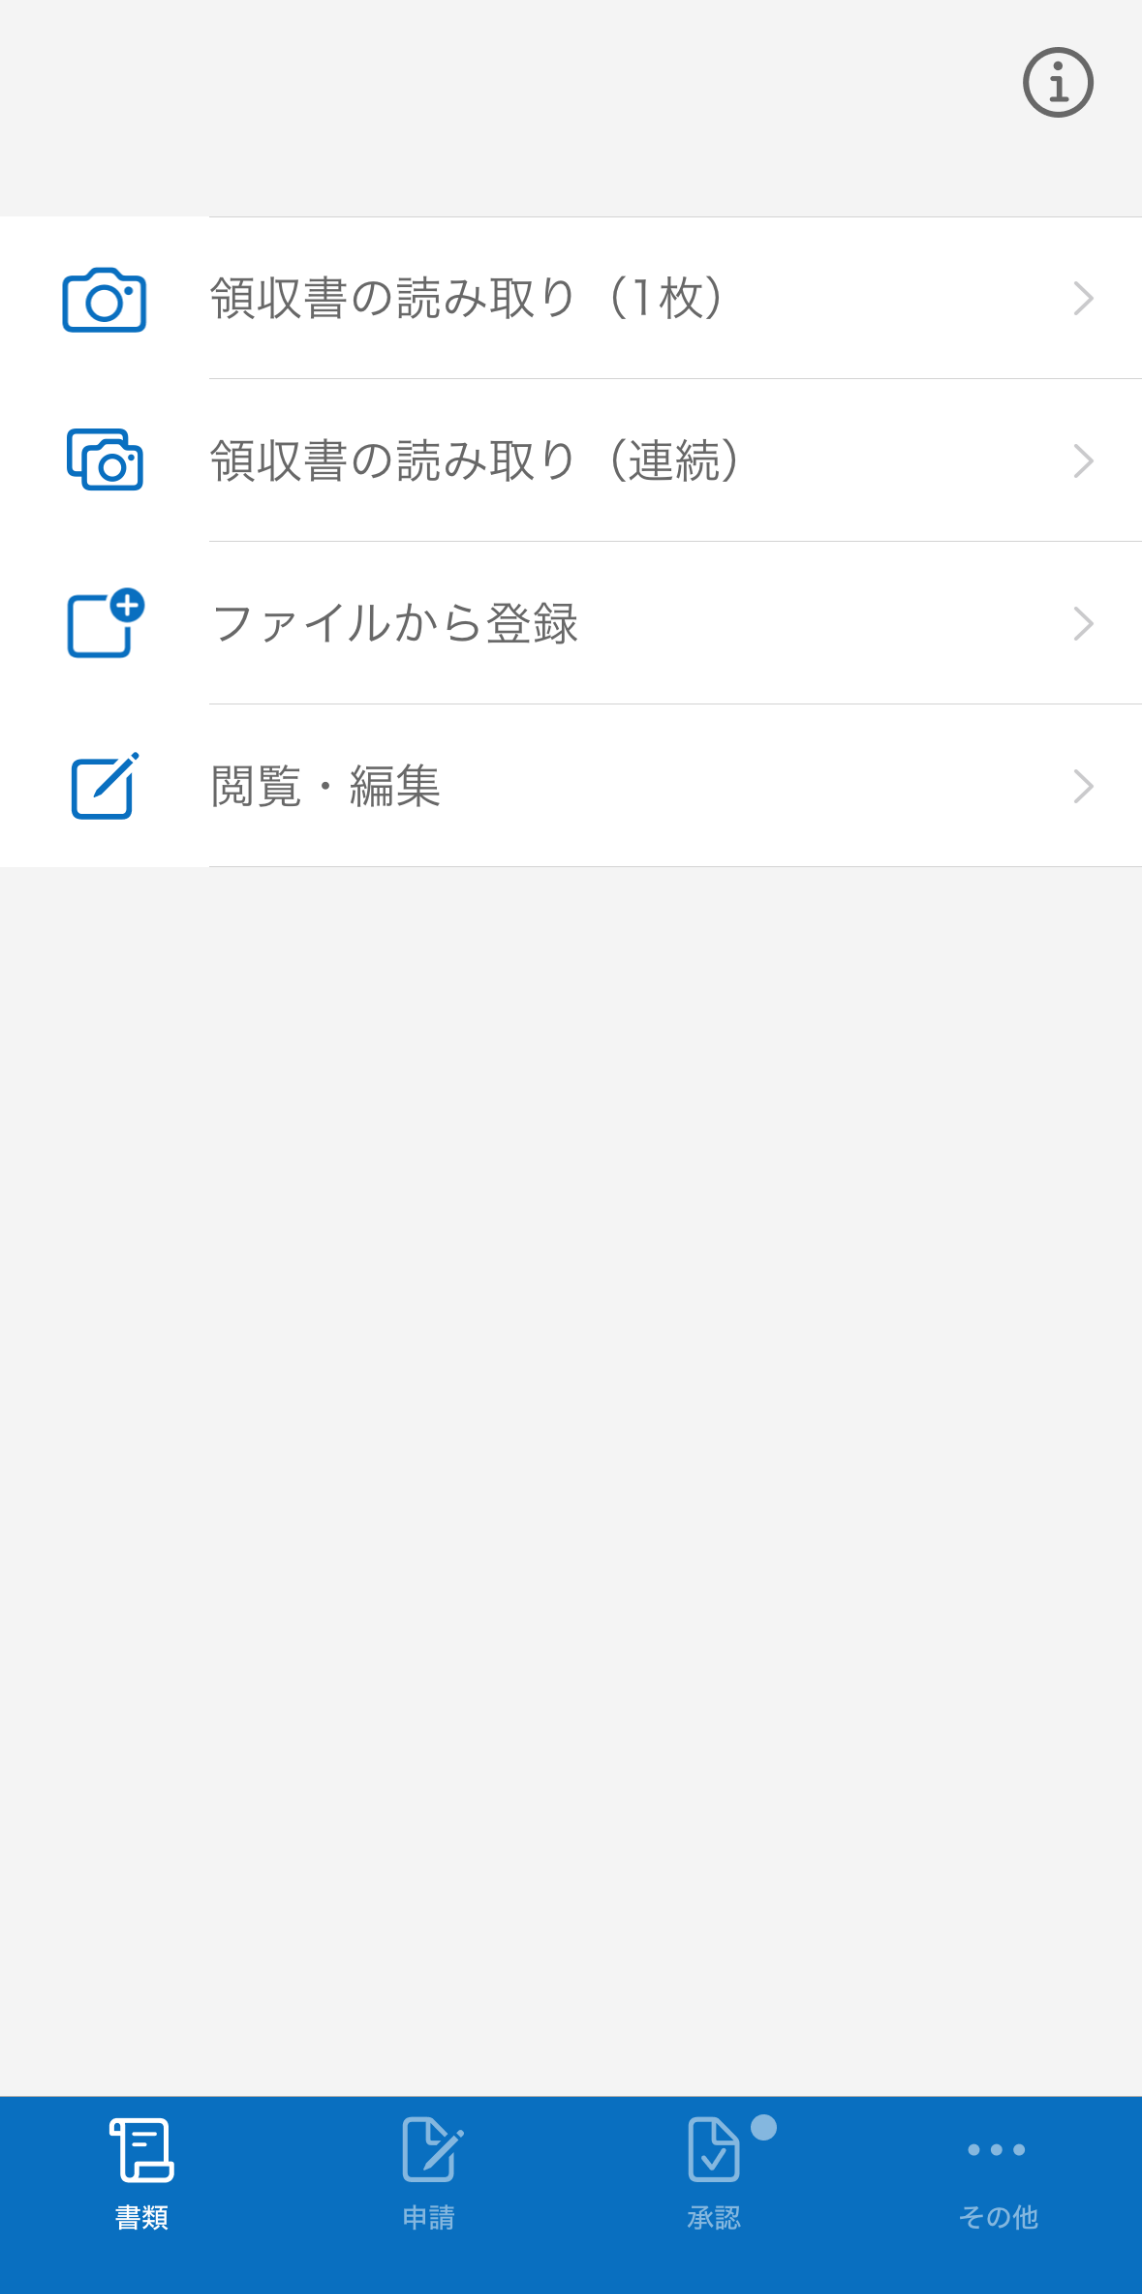 領収書の読み取り（1枚）
領収書の読み取り（連続）
ファイルから登録
閲覧・編集
書類
申請
承認
その他